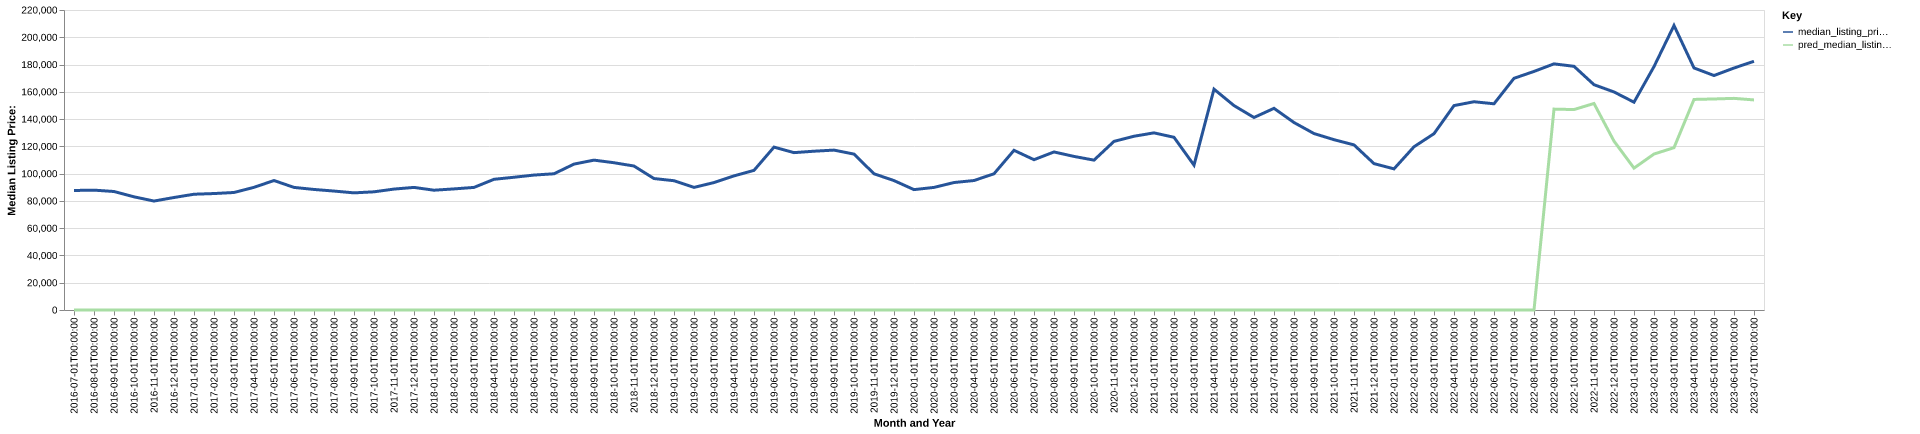 220,000
200,000
180,000
160,000
140,000
120,000
100,000
80,000
60,000
40,000
20,000
0
Median Listing Price:
2016-07-01T00:00:00
2016-08-01T00:00:00
2016-09-01T00:00:00
2016-10-01T00:00:00
2016-11-01T00:00:00
2016-12-01T00:00:00
2017-01-01T00:00:00
2017-02-01T00:00:00
2017-03-01T00:00:00
2017-04-01T00:00:00
2017-05-01T00:00:00
2017-06-01T00:00:00
2017-07-01T00:00:00
2017-08-01T00:00:00
2017-09-01T00:00:00
2017-10-01T00:00:00
2017-11-01T00:00:00
2017-12-01T00:00:00
2018-01-01T00:00:00
2018-02-01T00:00:00
2018-03-01T00:00:00
2018-04-01T00:00:00
2018-05-01T00:00:00
2018-06-01T00:00:00
2018-07-01T00:00:00
2018-08-01T00:00:00
2018-09-01T00:00:00
2018-10-01T00:00:00
2018-11-01T00:00:00
2018-12-01T00:00:00
2019-01-01T00:00:00
2019-02-01T00:00:00
2019-03-01T00:00:00
2019-04-01T00:00:00
2019-05-01T00:00:00
2019-06-01T00:00:00
2019-07-01T00:00:00
2019-08-01T00:00:00
2019-09-01T00:00:00
2019-10-01T00:00:00
2019-11-01T00:00:00
2019-12-01T00:00:00
2020-01-01T00:00:00
2020-02-01T00:00:00
2020-03-01T00:00:00
2020-04-01T00:00:00
2020-05-01T00:00:00
2020-06-01T00:00:00
2020-07-01T00:00:00
2020-08-01T00:00:00
2020-09-01T00:00:00
2020-10-01T00:00:00
2020-11-01T00:00:00
2020-12-01T00:00:00
2021-01-01T00:00:00
2021-02-01T00:00:00
2021-03-01T00:00:00
2021-04-01T00:00:00
2021-05-01T00:00:00
2021-06-01T00:00:00
2021-07-01T00:00:00
2021-08-01T00:00:00
2021-09-01T00:00:00
2021-10-01T00:00:00
2021-11-01T00:00:00
2021-12-01T00:00:00
2022-01-01T00:00:00
2022-02-01T00:00:00
2022-03-01T00:00:00
2022-04-01T00:00:00
2022-05-01T00:00:00
2022-06-01T00:00:00
2022-07-01T00:00:00
2022-08-01T00:00:00
2022-09-01T00:00:00
2022-10-01T00:00:00
2022-11-01T00:00:00
2022-12-01T00:00:00
2023-01-01T00:00:00
2023-02-01T00:00:00
2023-03-01T00:00:00
2023-04-01T00:00:00
2023-05-01T00:00:00
2023-06-01T00:00:00
2023-07-01T00:00:00
Month and Year
Key
median_listing_pri…
pred_median_listin…